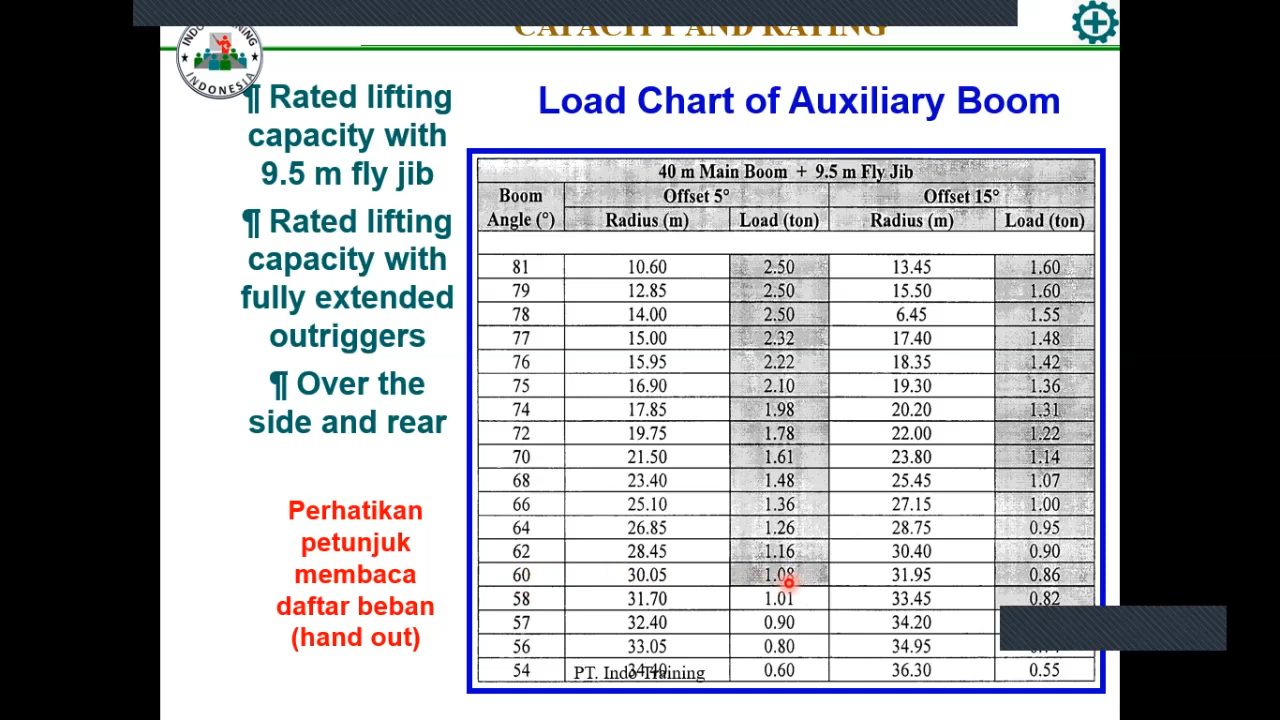 CAPACITY AND RATING
INDONESIA
¶ Rated lifting
capacity with
9.5 m fly jib
¶ Rated lifting
capacity with
fully extended
outriggers
¶ Over the
side and rear
Perhatikan
petunjuk
membaca
daftar beban
(hand out)
Load Chart of Auxiliary Boom
40 m Main Boom + 9.5 m Fly Jib
Boom Offset 5° Offset 15°
Angle (°) Radius (m) Load (ton) Radius (m) Load (ton)
81 10.60 2.50 13.45 1.60
79 12.85 2.50 15.50 1.60
78 14.00 2.50 6.45 1.55
77 15.00 2.32 17.40 1.48
76 15.95 2.22 18.35 1.42
75 16.90 2.10 19.30 1.36
74 17.85 1.98 20.20 1.31
72 19.75 1.78 22.00 1.22
70 21.50 1.61 23.80 1.14
68 23.40 1.48 25.45 1.07
66 25.10 1.36 27.15 1.00
64 26.85 1.26 28.75 0.95
62 28.45 1.16 30.40 0.90
60 30.05 1.08 31.95 0.86
58 31.70 1.01 33.45 0.82
57 32.40 0.90 34.20
56 33.05 0.80 34.95
54 34.40 0.60 36.30 0.55
PT. Indo Training